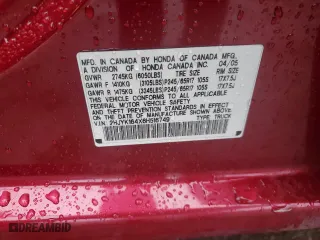 MFD. IN CANADA BY HONDA OF CANADA MFG.,
A DIVISION OF HONDA CANADA INC. 04/05
GVWR 2745KG (6050LBS) TIRE SIZE RIM SIZE
GAWR F 1410KG (3105LBS) P245/65R17 105S 17X7.5J
GAWR R 1475KG (3245LBS) P245/65R17 105S 17X7.5J
THIS VEHICLE CONFORMS TO ALL APPLICABLE
FEDERAL MOTOR VEHICLE SAFETY STANDARDS IN
EFFECT ON THE DATE OF MANUFACTURE SHOWN ABOVE.
V.I.N. 2HJYK164X6H516749 TYPE: TRUCK